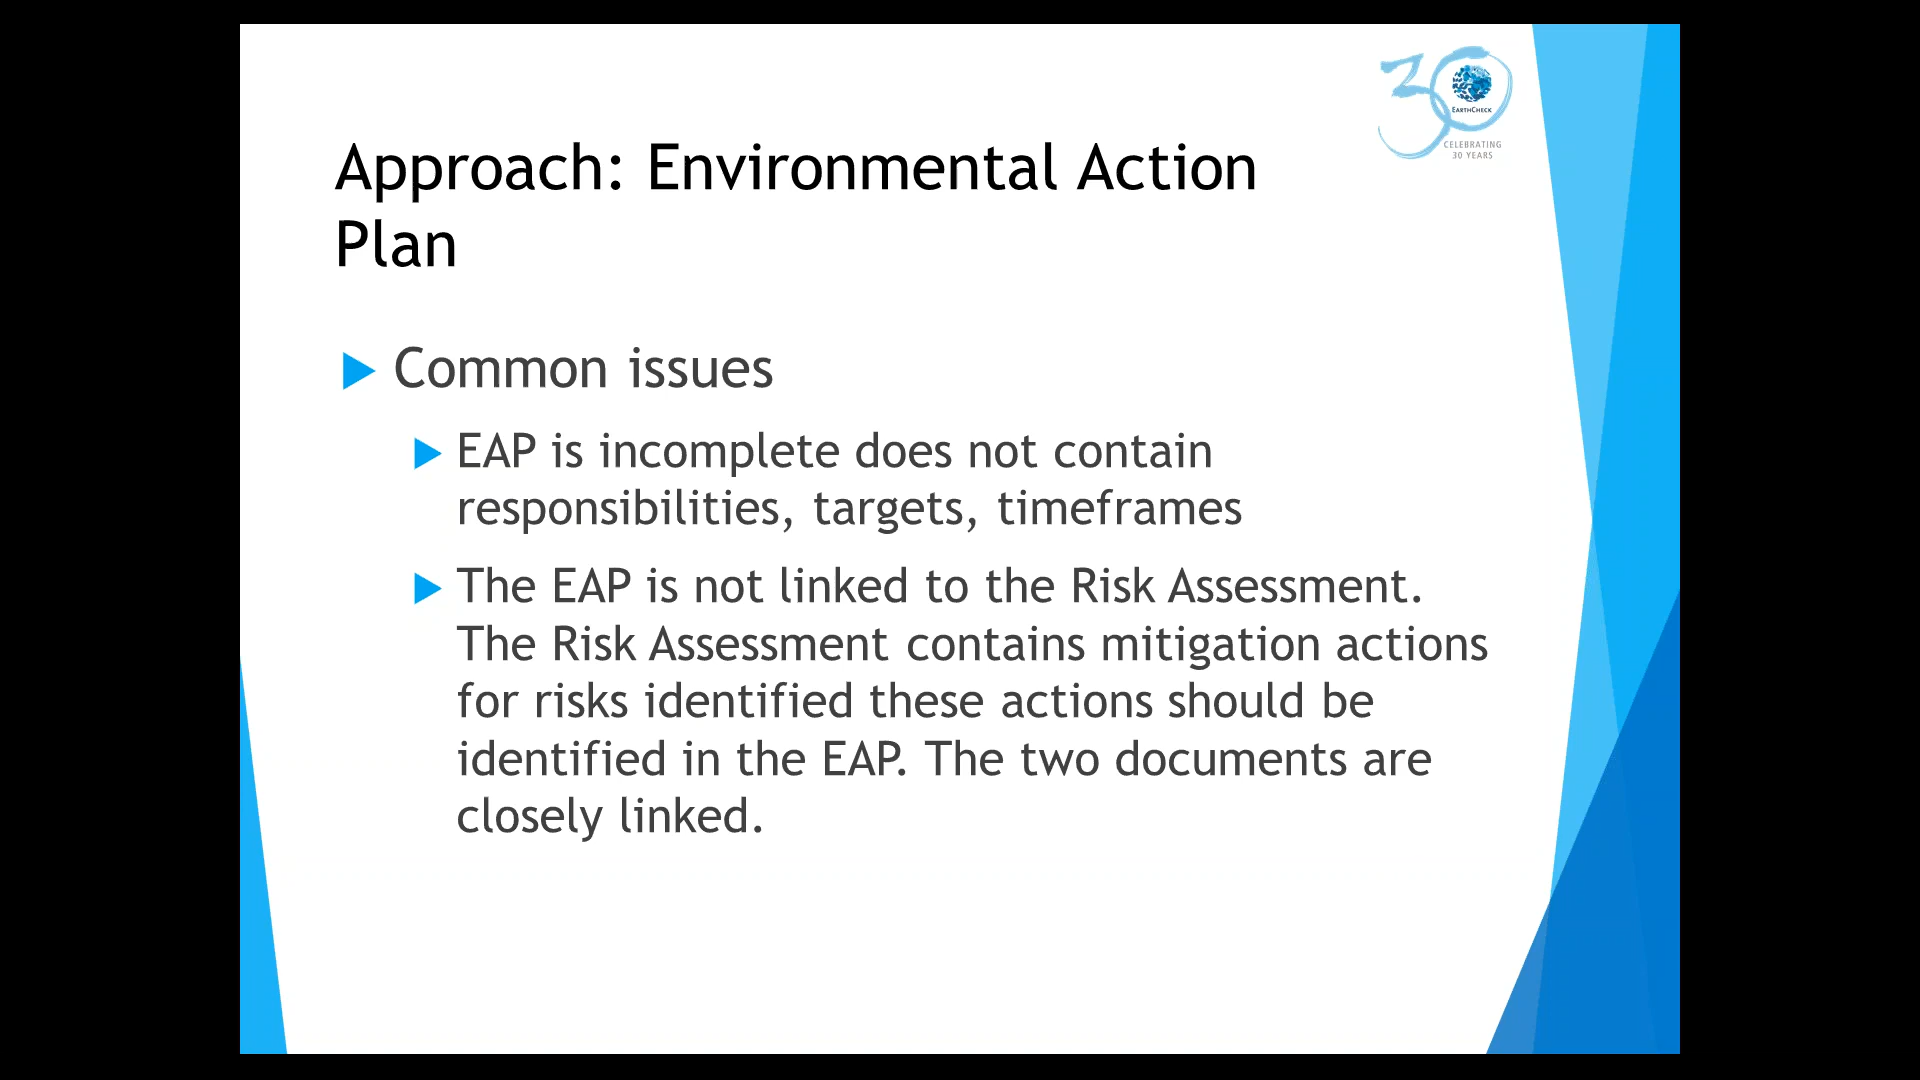 30
EARTHCHECK
CELEBRATING
30 YEARS
Approach: Environmental Action
Plan
Common issues
EAP is incomplete does not contain
responsibilities, targets, timeframes
The EAP is not linked to the Risk Assessment.
The Risk Assessment contains mitigation actions
for risks identified these actions should be
identified in the EAP. The two documents are
closely linked.